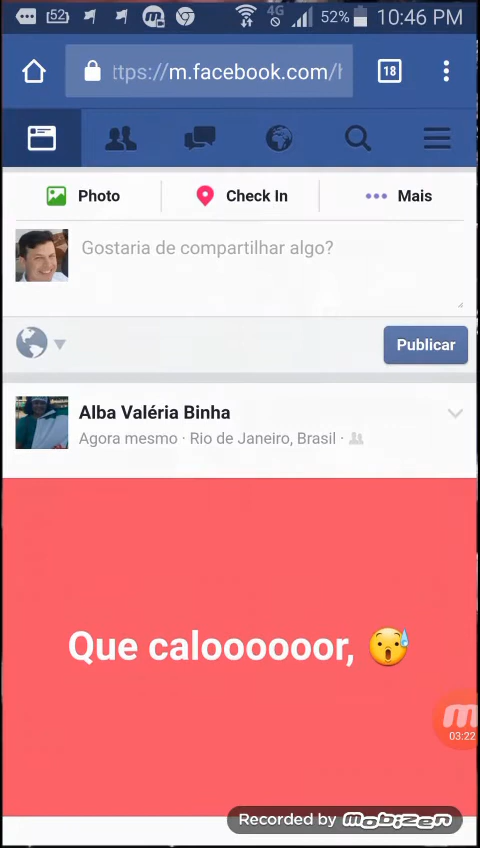 52 4G 52% 10:46 PM
ttps://m.facebook.com/h 18
Photo Check In Mais
Gostaria de compartilhar algo?
Publicar
Alba Valéria Binha
Agora mesmo · Rio de Janeiro, Brasil ·
Que caloooooor, 😰
03:22
Recorded by Mobizen